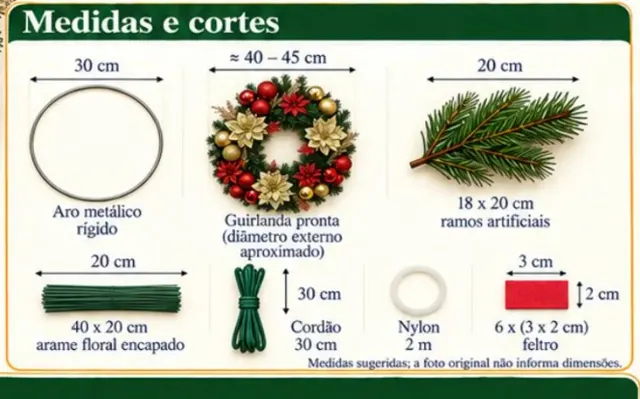 Medidas e cortes
30 cm
≈ 40 – 45 cm
20 cm
Aro metálico
rígido
Guirlanda pronta
(diâmetro externo
aproximado)
18 x 20 cm
ramos artificiais
20 cm
40 x 20 cm
arame floral encapado
30 cm
Cordão
30 cm
Nylon
2 m
3 cm
2 cm
6 x (3 x 2 cm)
feltro
Medidas sugeridas; a foto original não informa dimensões.